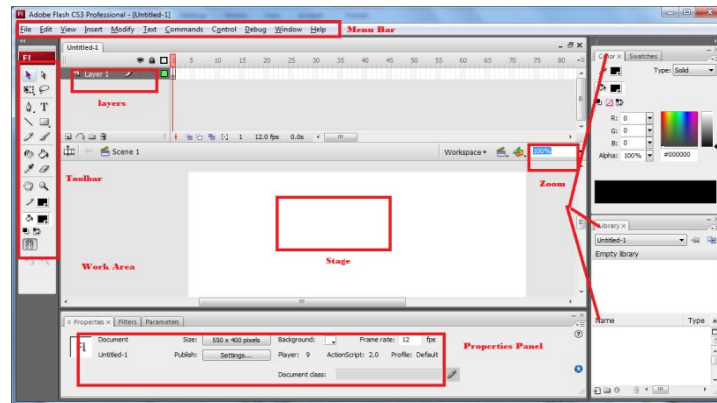 Adobe Flash CS3 Professional - [Untitled-1]
File Edit View Insert Modify Text Commands Control Debug Window Help
Menu Bar
Untitled-1
Fl
5 10 15 20 25 30 35 40 45 50 55 60 65 70 75 80
Layer 1
layers
1 12.0 fps 0.0s
Scene 1
Workspace
100%
Toolbar
Zoom
Stage
Work Area
Color × Swatches
Type: Solid
R: 0
G: 0
B: 0
Alpha: 100% #000000
Library ×
Untitled-1
Empty library
Name Type
Properties × Filters Parameters
Fl
Document Size: 550 x 400 pixels Background: Frame rate: 12 fps
Untitled-1 Publish: Settings... Player: 9 ActionScript: 2.0 Profile: Default
Document class:
Properties Panel